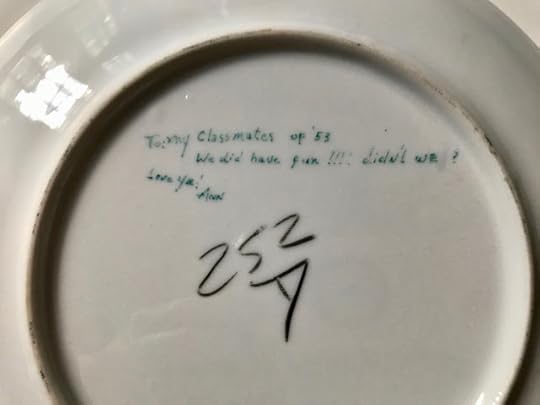 To: My Classmates of '53
We did have fun !!!! didn't we ?
Love ya!
Ann
252
A